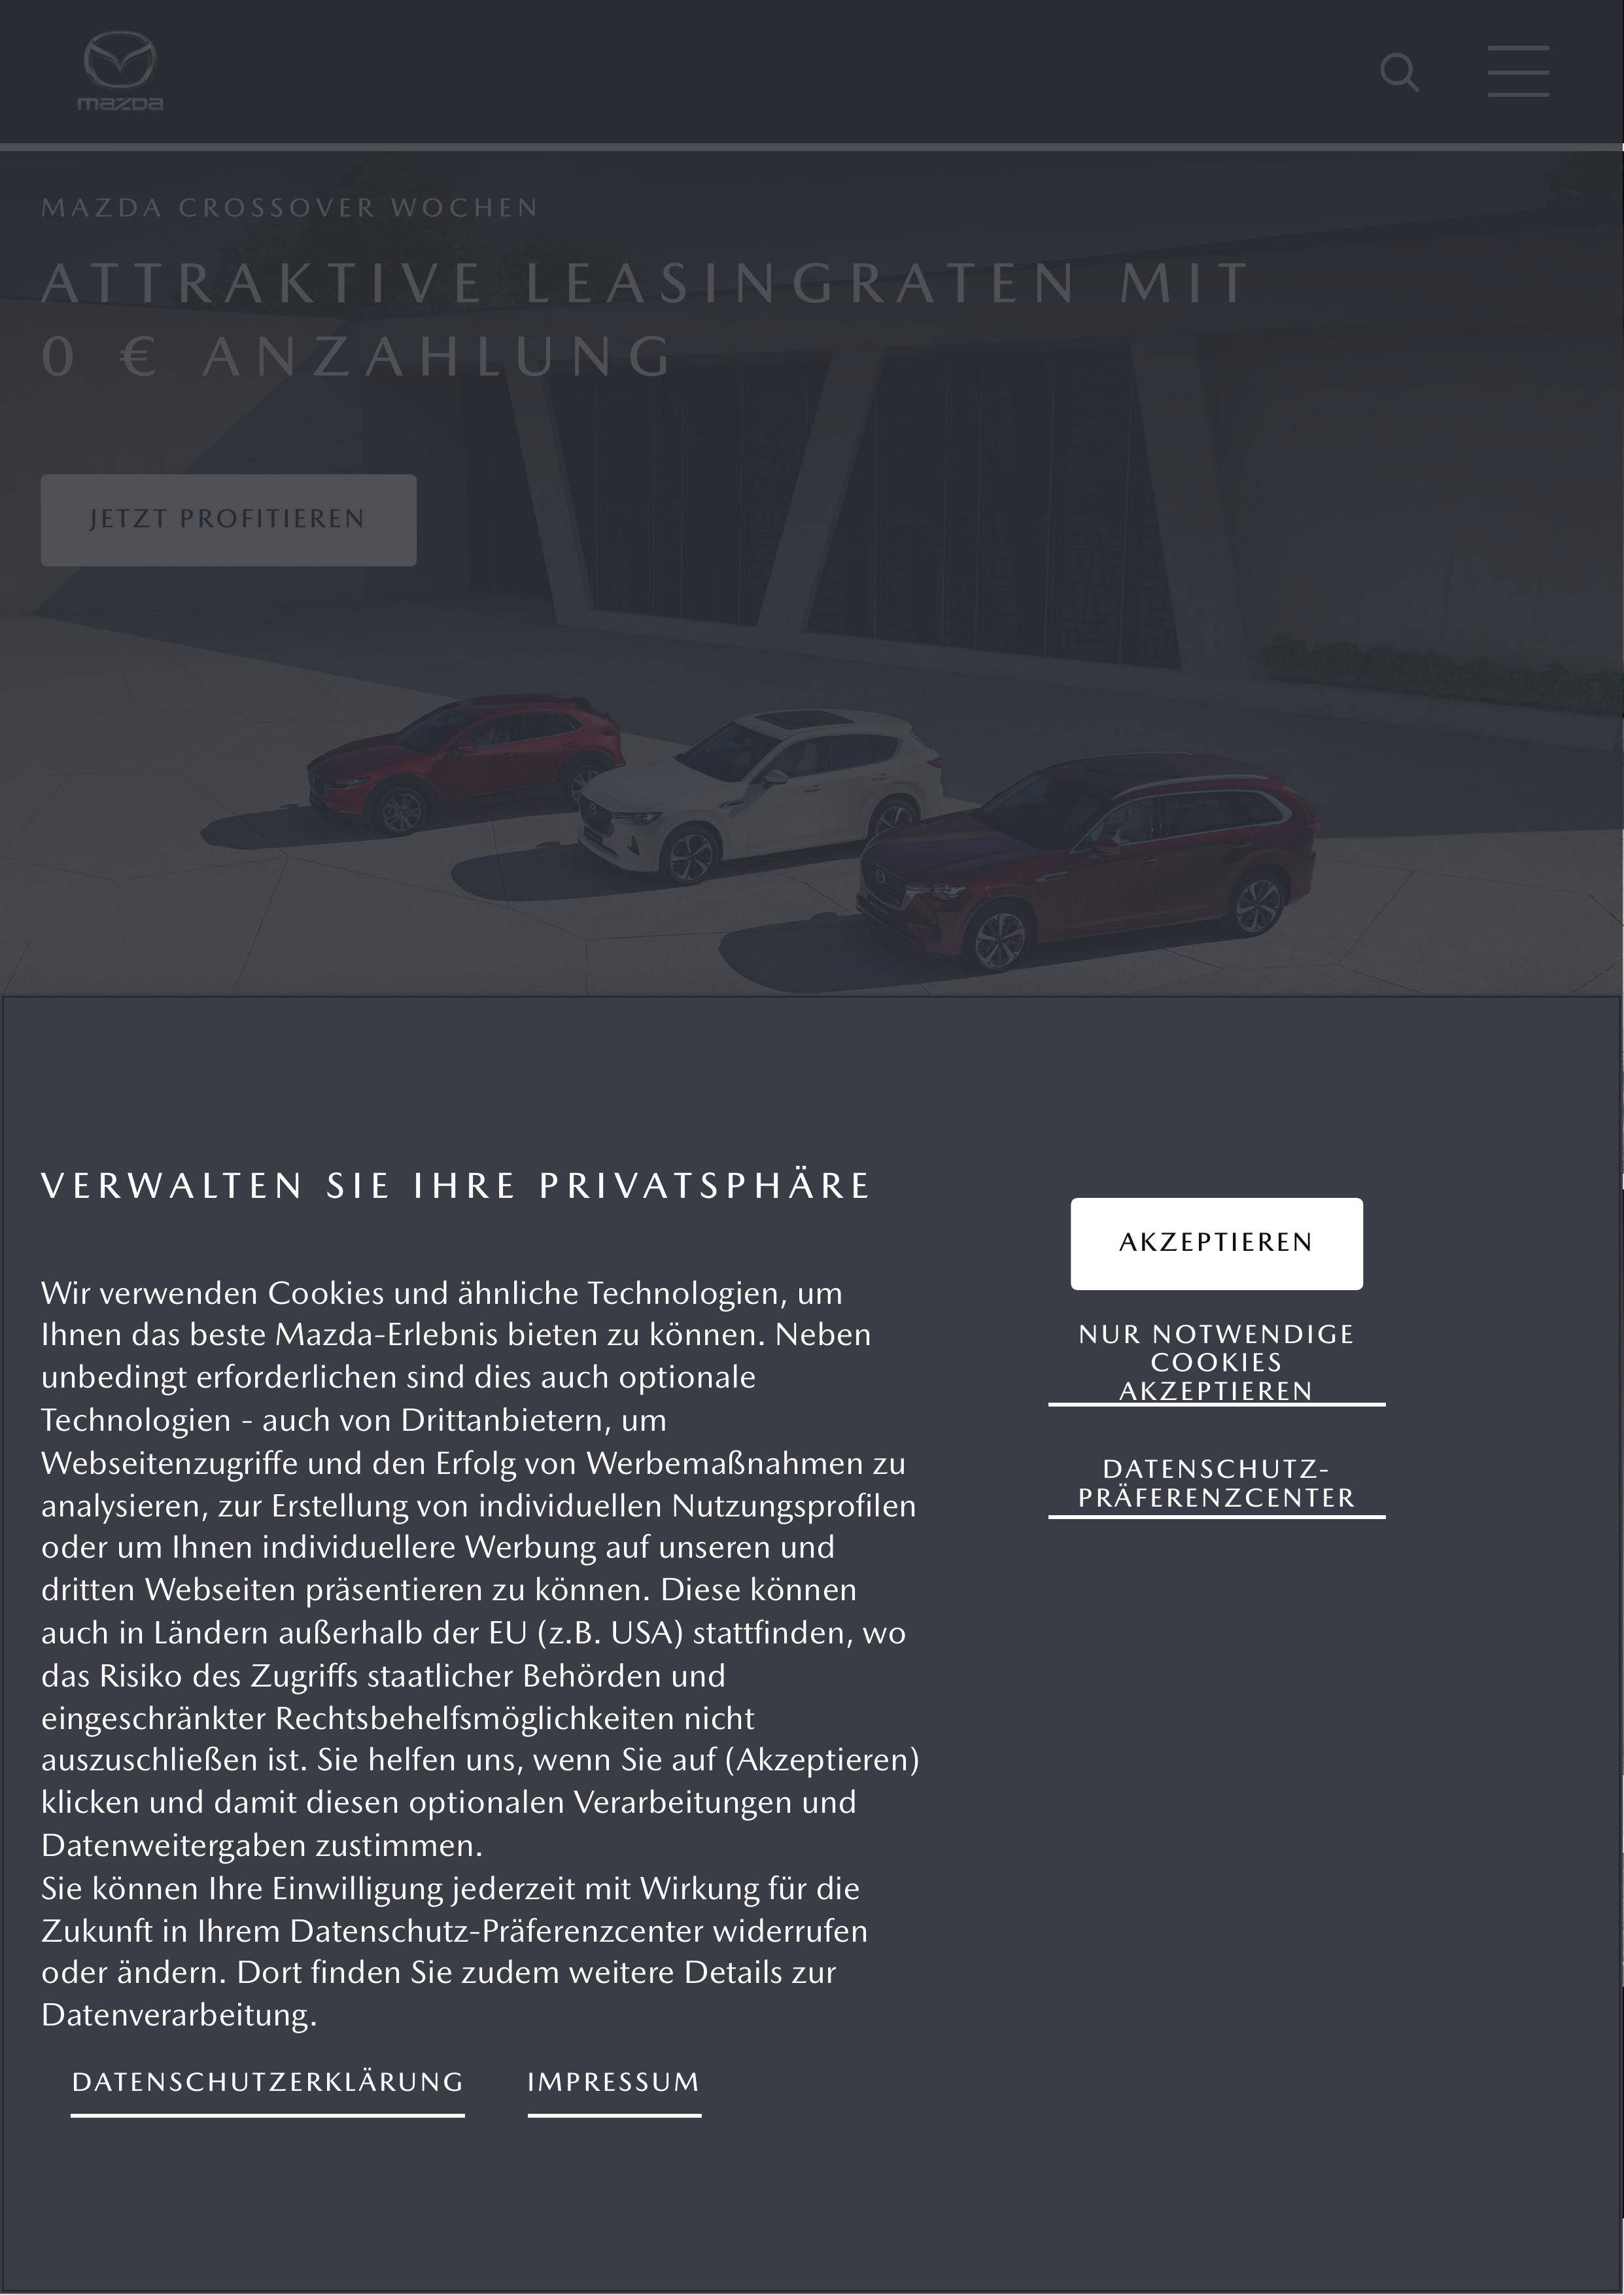 mazda
MAZDA CROSSOVER WOCHEN
ATTRAKTIVE LEASINGRATEN MIT
0 € ANZAHLUNG
JETZT PROFITIEREN
VERWALTEN SIE IHRE PRIVATSPHÄRE
Wir verwenden Cookies und ähnliche Technologien, um
Ihnen das beste Mazda-Erlebnis bieten zu können. Neben
unbedingt erforderlichen sind dies auch optionale
Technologien - auch von Drittanbietern, um
Webseitenzugriffe und den Erfolg von Werbemaßnahmen zu
analysieren, zur Erstellung von individuellen Nutzungsprofilen
oder um Ihnen individuellere Werbung auf unseren und
dritten Webseiten präsentieren zu können. Diese können
auch in Ländern außerhalb der EU (z.B. USA) stattfinden, wo
das Risiko des Zugriffs staatlicher Behörden und
eingeschränkter Rechtsbehelfsmöglichkeiten nicht
auszuschließen ist. Sie helfen uns, wenn Sie auf (Akzeptieren)
klicken und damit diesen optionalen Verarbeitungen und
Datenweitergaben zustimmen.
Sie können Ihre Einwilligung jederzeit mit Wirkung für die
Zukunft in Ihrem Datenschutz-Präferenzcenter widerrufen
oder ändern. Dort finden Sie zudem weitere Details zur
Datenverarbeitung.
DATENSCHUTZERKLÄRUNG
IMPRESSUM
AKZEPTIEREN
NUR NOTWENDIGE
COOKIES
AKZEPTIEREN
DATENSCHUTZ-
PRÄFERENZCENTER